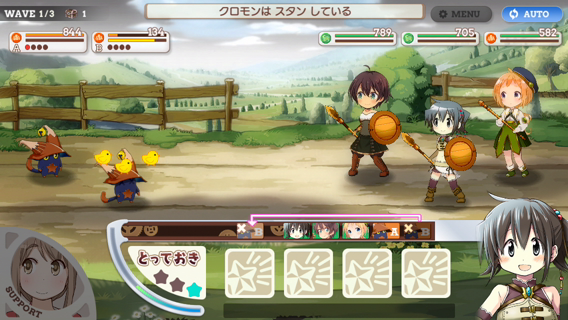 WAVE 1/3 1
クロモンは スタン している
MENU
AUTO
844
134
789
705
582
A
B
B
A
とっておき
SUPPORT